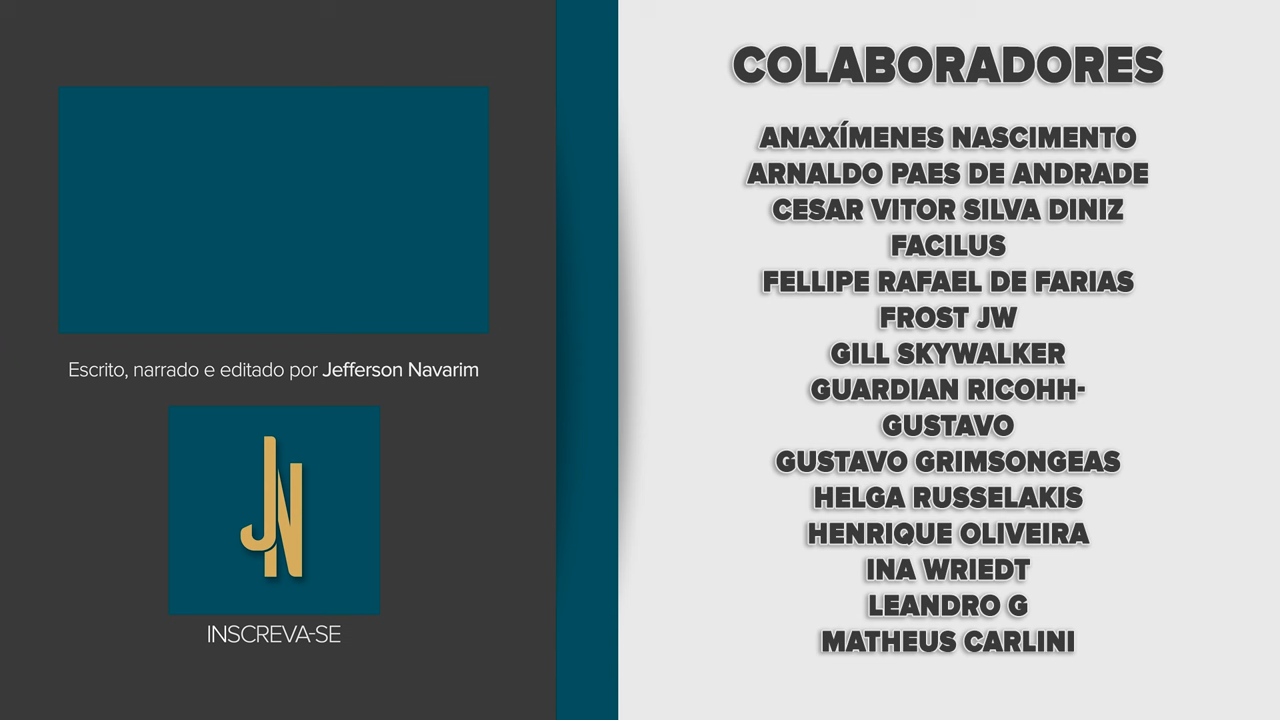 Escrito, narrado e editado por Jefferson Navarim
JN
INSCREVA-SE
COLABORADORES
ANAXÍMENES NASCIMENTO
ARNALDO PAES DE ANDRADE
CESAR VITOR SILVA DINIZ
FACILUS
FELLIPE RAFAEL DE FARIAS
FROST JW
GILL SKYWALKER
GUARDIAN RICOHH-
GUSTAVO
GUSTAVO GRIMSONGEAS
HELGA RUSSELAKIS
HENRIQUE OLIVEIRA
INA WRIEDT
LEANDRO G
MATHEUS CARLINI